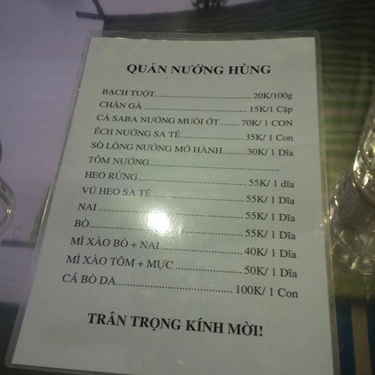 QUÁN NƯỚNG HÙNG
BẠCH TUỘT........................20K/100g
CHÂN GÀ..........................15K/1 Cặp
CÁ SABA NƯỚNG MUỐI ỚT........70K/ 1 CON
ẾCH NƯỚNG SA TẾ..................35K/ 1 Con
SÒ LÔNG NƯỚNG MỞ HÀNH..........30K/ 1 Dĩa
TÔM NƯỚNG........................
HEO RỪNG.........................55K/ 1 dĩa
VÚ HEO SA TẾ.....................55K/ 1 Dĩa
NAI..............................55K/ 1 Dĩa
BÒ...............................55K/ 1 Dĩa
MÌ XÀO BÒ + NAI..................40K/ 1 Dĩa
MÌ XÀO TÔM + MỰC.................50K/ 1 Dĩa
CÁ BÒ DA.........................100K/ 1 Con
TRÂN TRỌNG KÍNH MỜI!